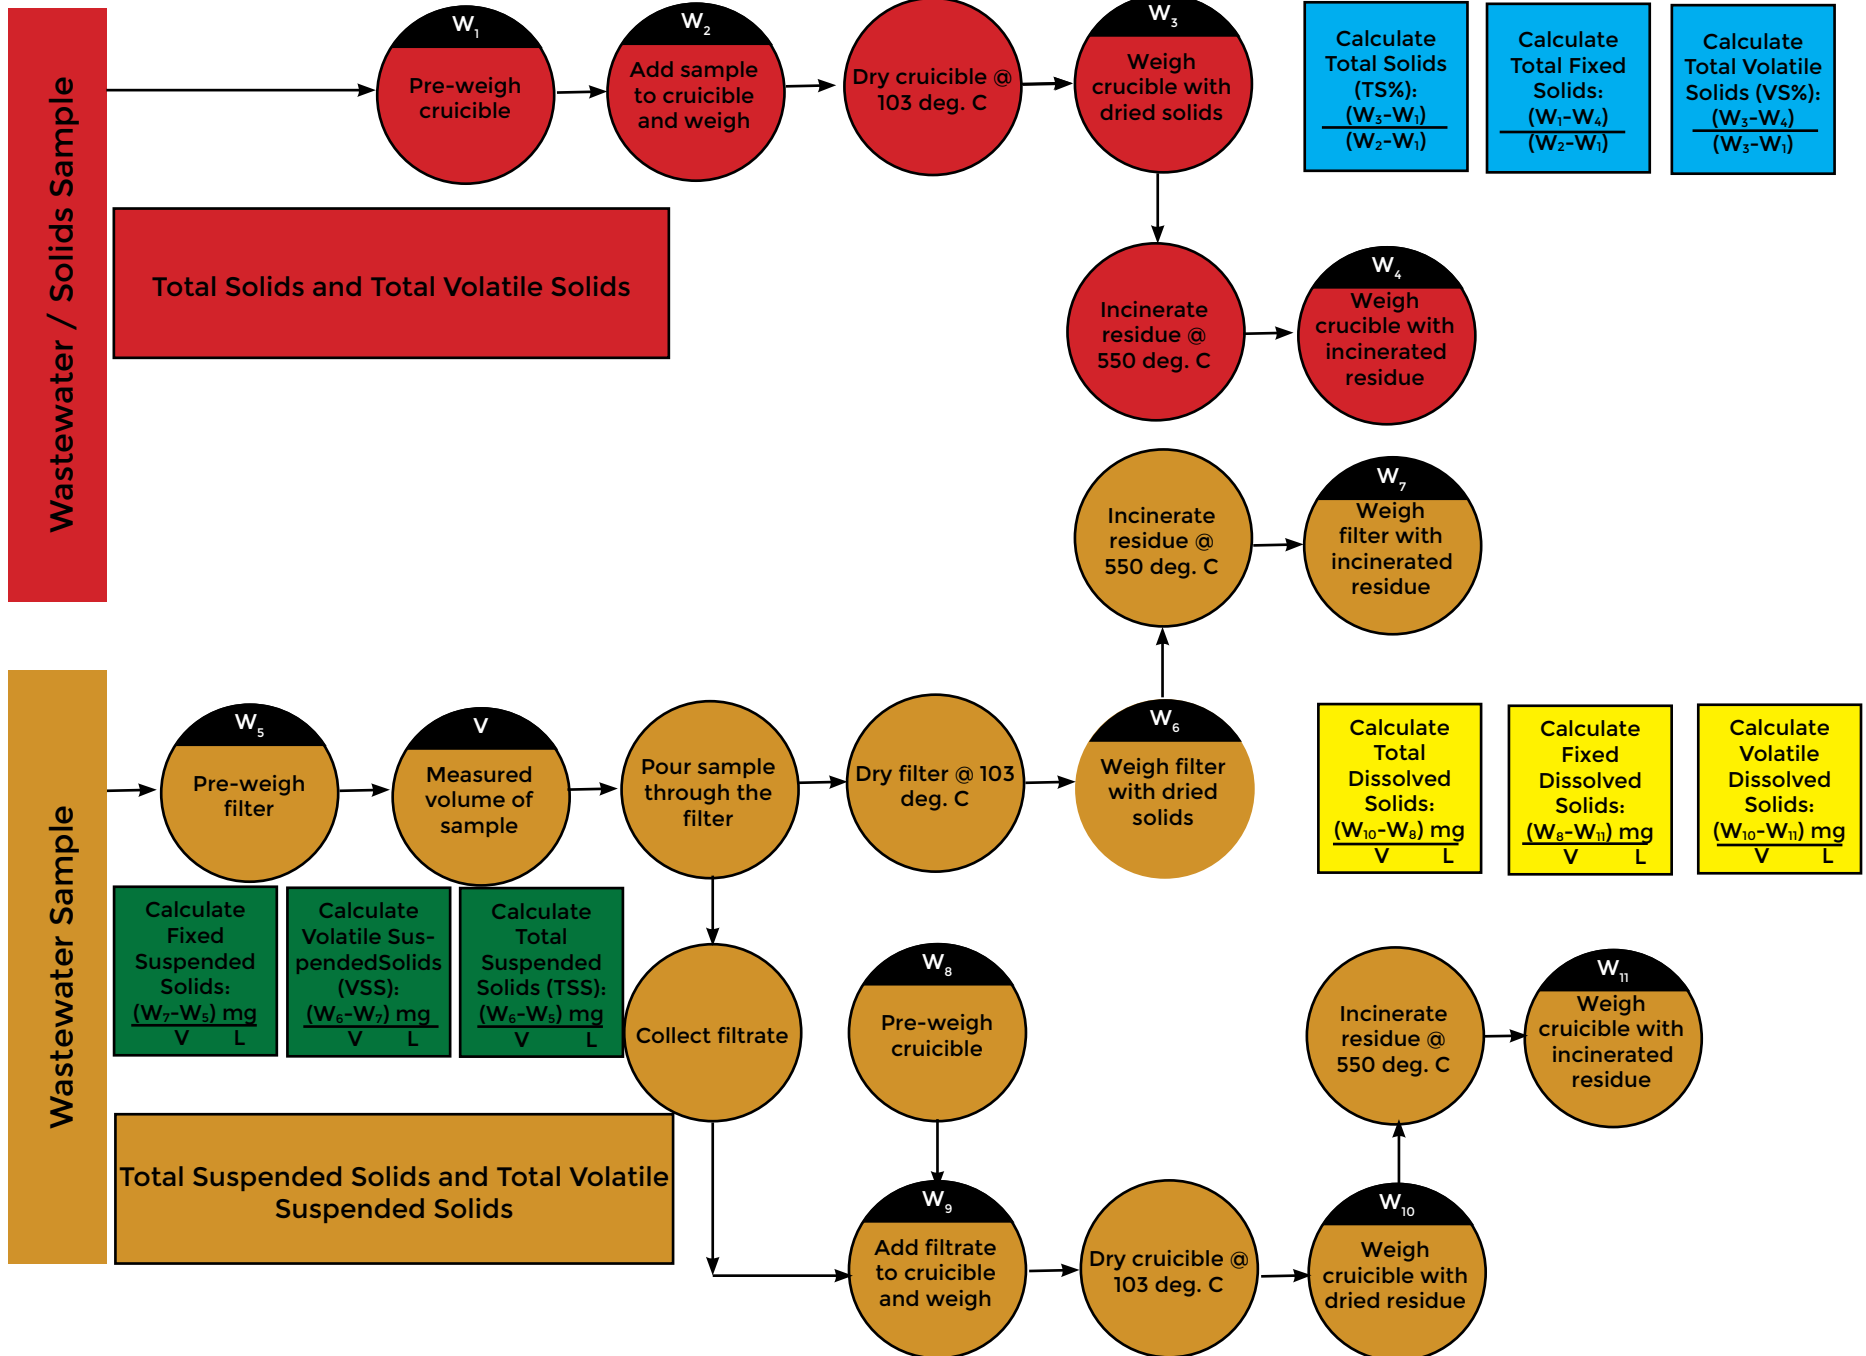 Wastewater / Solids Sample
W₁
Pre-weigh
cruicible
W₂
Add sample
to cruicible
and weigh
Dry cruicible @
103 deg. C
W₃
Weigh
crucible with
dried solids
Calculate
Total Solids
(TS%):
(W₃-W₁)
(W₂-W₁)
Calculate
Total Fixed
Solids:
(W₁-W₄)
(W₂-W₁)
Calculate
Total Volatile
Solids (VS%):
(W₃-W₄)
(W₃-W₁)
Total Solids and Total Volatile Solids
Incinerate
residue @
550 deg. C
W₄
Weigh
crucible with
incinerated
residue
Incinerate
residue @
550 deg. C
W₇
Weigh
filter with
incinerated
residue
Wastewater Sample
W₅
Pre-weigh
filter
V
Measured
volume of
sample
Pour sample
through the
filter
Dry filter @ 103
deg. C
W₆
Weigh filter
with dried
solids
Calculate
Total
Dissolved
Solids:
(W₁₀-W₈) mg
V L
Calculate
Fixed
Dissolved
Solids:
(W₈-W₁₁) mg
V L
Calculate
Volatile
Dissolved
Solids:
(W₁₀-W₁₁) mg
V L
Calculate
Fixed
Suspended
Solids:
(W₇-W₅) mg
V L
Calculate
Volatile Sus-
pendedSolids
(VSS):
(W₆-W₇) mg
V L
Calculate
Total
Suspended
Solids (TSS):
(W₆-W₅) mg
V L
Collect filtrate
W₈
Pre-weigh
cruicible
Incinerate
residue @
550 deg. C
W₁₁
Weigh
cruicible with
incinerated
residue
Total Suspended Solids and Total Volatile
Suspended Solids
W₉
Add filtrate
to cruicible
and weigh
Dry cruicible @
103 deg. C
W₁₀
Weigh
cruicible with
dried residue